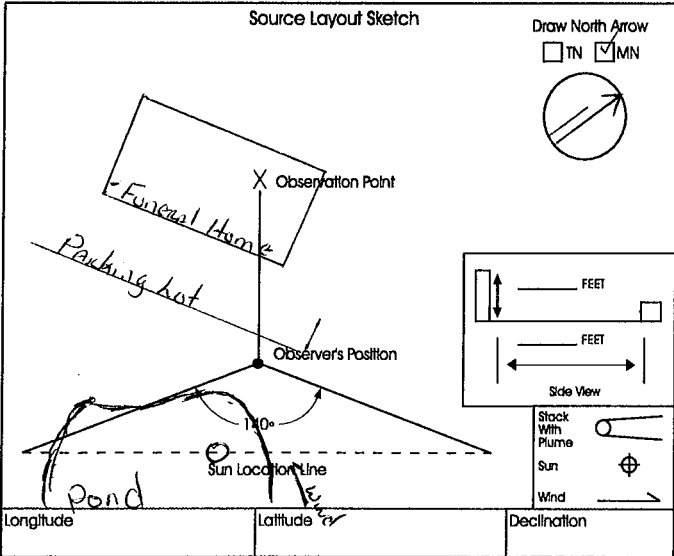 Source Layout Sketch
Draw North Arrow
TN MN
X Observation Point
Funeral Home
Parking Lot
FEET
Observer's Position
FEET
Side View
140°
Stack
With
Plume
Sun Location Line
Sun
Pond
Wind
Wind
Longitude
Latitude
Declination